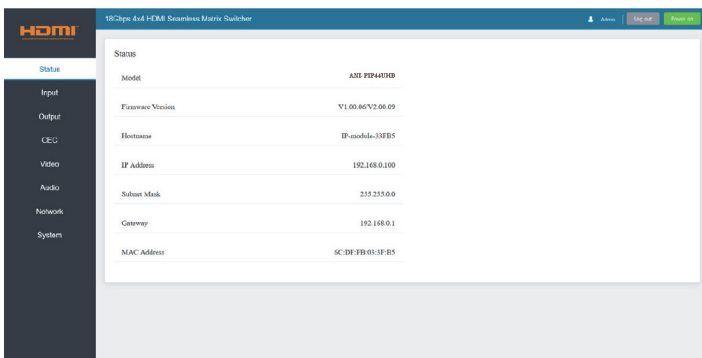 HDMI
18Gbps 4x4 HDMI Seamless Matrix Switcher
Admin
Log out
Power on
Status
Input
Output
CEC
Video
Audio
Network
System
Status
Model ANI-PIP44UHB
Firmware Version V1.00.06/V2.00.09
Hostname IP-module-33FB5
IP Address 192.168.0.100
Subnet Mask 255.255.0.0
Gateway 192.168.0.1
MAC Address 6C:DF:FB:03:3F:B5